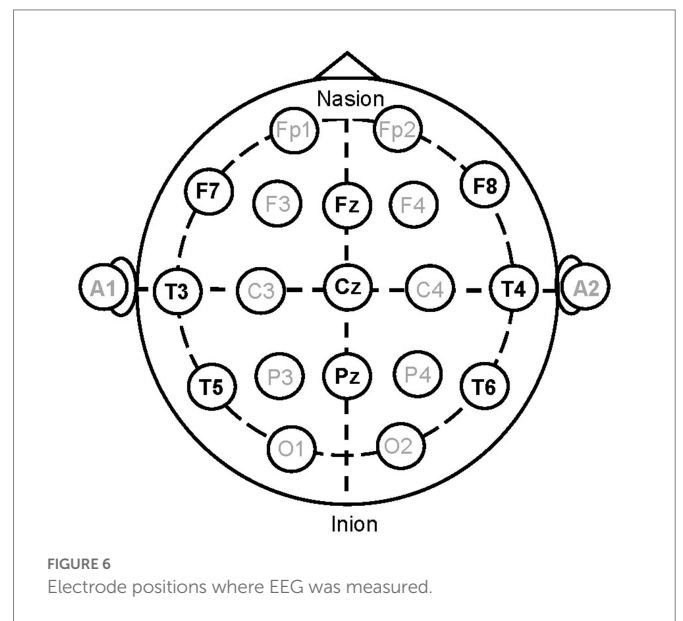 Nasion
Fp1 Fp2
F7 F3 Fz F4 F8
A1 T3 C3 Cz C4 T4 A2
T5 P3 Pz P4 T6
O1 O2
Inion
FIGURE 6
Electrode positions where EEG was measured.